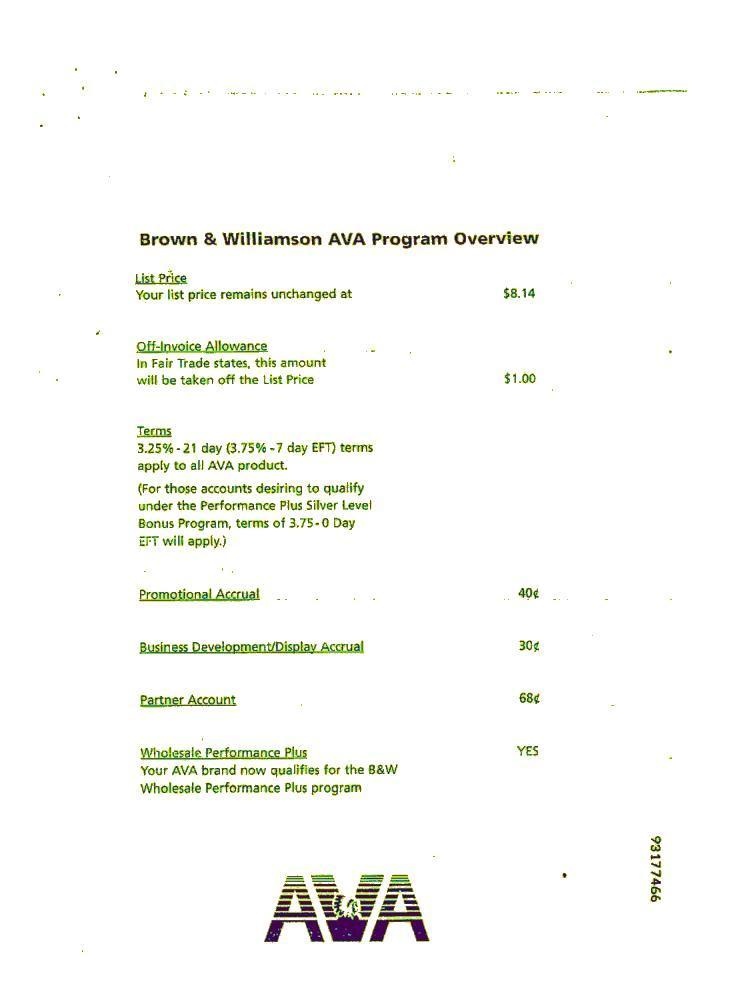 Brown & Williamson AVA Program Overview
List Price
Your list price remains unchanged at $8.14
Off-Invoice Allowance
In Fair Trade states, this amount
will be taken off the List Price $1.00
Terms
3.25% - 21 day (3.75% - 7 day EFT) terms
apply to all AVA product.
(For those accounts desiring to qualify
under the Performance Plus Silver Level
Bonus Program, terms of 3.75 - 0 Day
EFT will apply.)
Promotional Accrual 40¢
Business Development/Display Accrual 30¢
Partner Account 68¢
Wholesale Performance Plus YES
Your AVA brand now qualifies for the B&W
Wholesale Performance Plus program
93177466
AVA